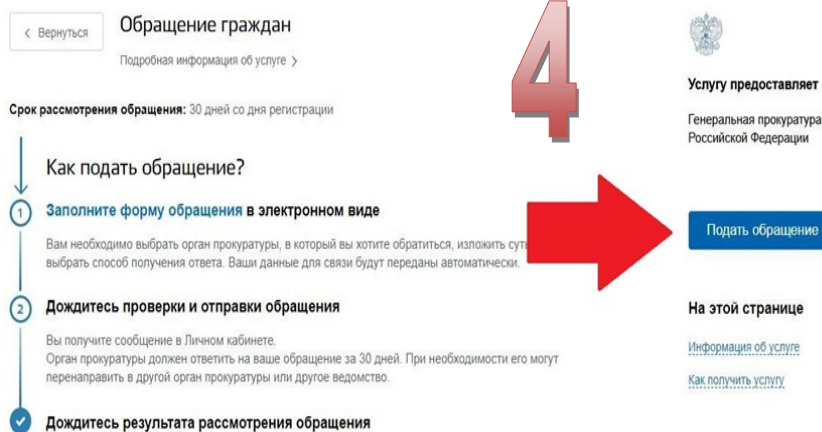 Вернуться
Обращение граждан
Подробная информация об услуге
Срок рассмотрения обращения: 30 дней со дня регистрации
Как подать обращение?
1 Заполните форму обращения в электронном виде
Вам необходимо выбрать орган прокуратуры, в который вы хотите обратиться, изложить
выбрать способ получения ответа. Ваши данные для связи будут переданы автоматически.
2 Дождитесь проверки и отправки обращения
Вы получите сообщение в Личном кабинете.
Орган прокуратуры должен ответить на ваше обращение за 30 дней. При необходимости его могут
перенаправить в другой орган прокуратуры или другое ведомство.
Дождитесь результата рассмотрения обращения
4
Услугу предоставляет
Генеральная прокуратура
Российской Федерации
Подать обращение
На этой странице
Информация об услуге
Как получить услугу